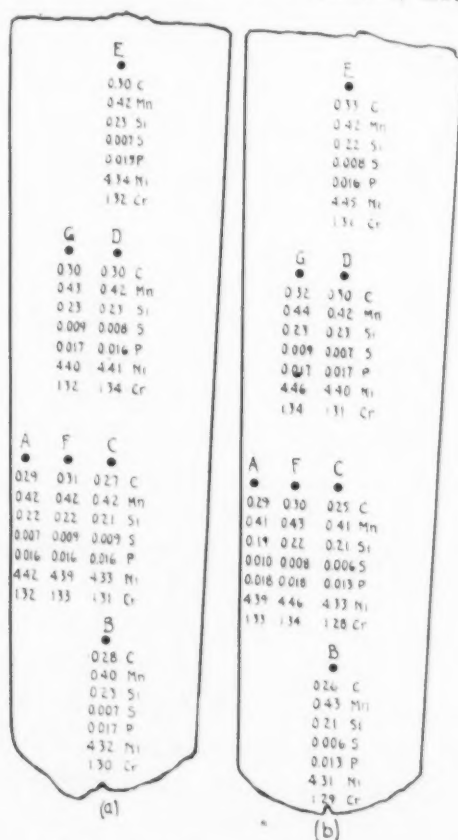 E
0.30 C
0.42 Mn
0.23 Si
0.007 S
0.019 P
4.34 Ni
1.32 Cr
G D
0.30 0.30 C
0.43 0.42 Mn
0.23 0.23 Si
0.009 0.008 S
0.017 0.016 P
4.40 4.41 Ni
1.32 1.34 Cr
A F C
0.29 0.31 0.27 C
0.42 0.42 0.42 Mn
0.22 0.22 0.21 Si
0.007 0.009 0.009 S
0.016 0.016 0.016 P
4.42 4.39 4.33 Ni
1.32 1.33 1.31 Cr
B
0.28 C
0.40 Mn
0.23 Si
0.007 S
0.017 P
4.32 Ni
1.30 Cr
(a)
E
0.33 C
0.42 Mn
0.22 Si
0.008 S
0.016 P
4.45 Ni
1.31 Cr
G D
0.32 0.30 C
0.44 0.42 Mn
0.23 0.23 Si
0.009 0.007 S
0.017 0.017 P
4.46 4.40 Ni
1.34 1.31 Cr
A F C
0.29 0.30 0.25 C
0.41 0.43 0.41 Mn
0.19 0.22 0.21 Si
0.010 0.008 0.006 S
0.018 0.018 0.013 P
4.39 4.46 4.33 Ni
1.33 1.34 1.28 Cr
B
0.26 C
0.43 Mn
0.21 Si
0.006 S
0.013 P
4.31 Ni
1.29 Cr
(b)